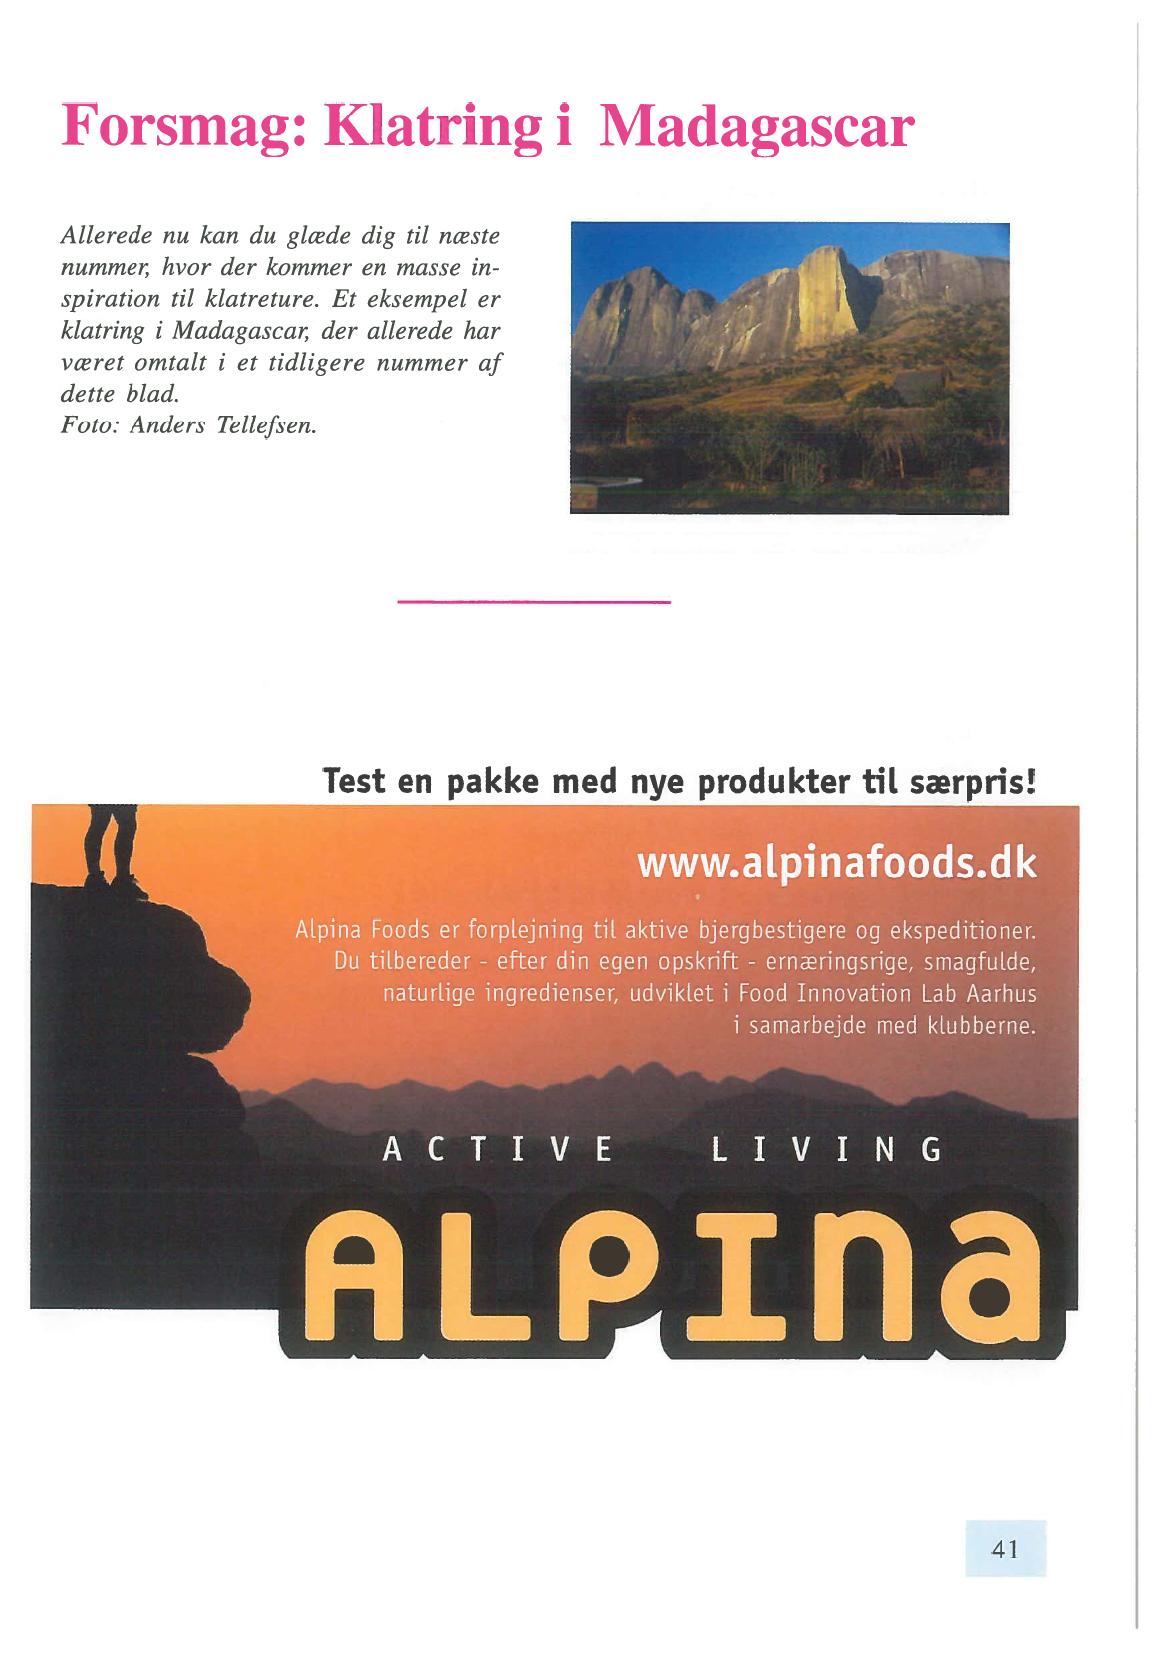 Forsmag: Klatring i Madagascar
Allerede nu kan du glæde dig til næste
nummer, hvor der kommer en masse in-
spiration til klatreture. Et eksempel er
klatring i Madagascar, der allerede har
været omtalt i et tidligere nummer af
dette blad.
Foto: Anders Tellefsen.
Test en pakke med nye produkter til særpris!
www.alpinafoods.dk
Alpina Foods er forplejning til aktive bjergbestigere og ekspeditioner.
Du tilbereder - efter din egen opskrift - ernæringsrige, smagfulde,
naturlige ingredienser, udviklet i Food Innovation Lab Aarhus
i samarbejde med klubberne.
ACTIVE LIVING
ALPINA
41